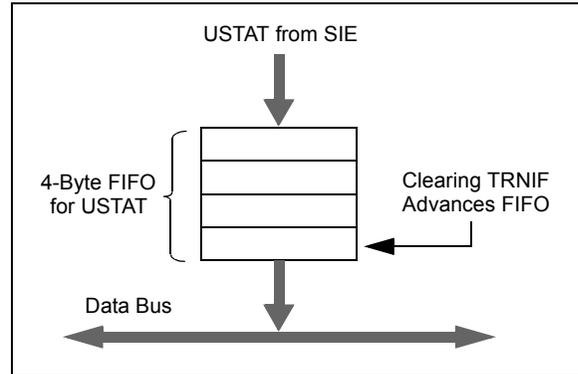 USTAT from SIE
4-Byte FIFO
for USTAT
Clearing TRNIF
Advances FIFO
Data Bus